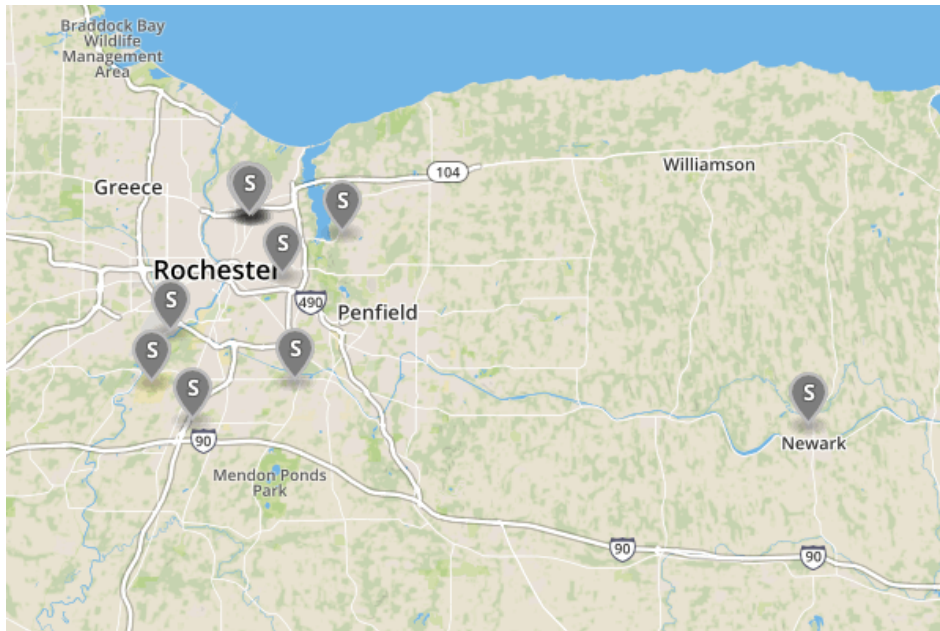 Braddock Bay
Wildlife
Management
Area
Williamson
104
Greece
S
S
S
Rochester
S
490
Penfield
S
S
S
S
90
Newark
Mendon Ponds
Park
90
90